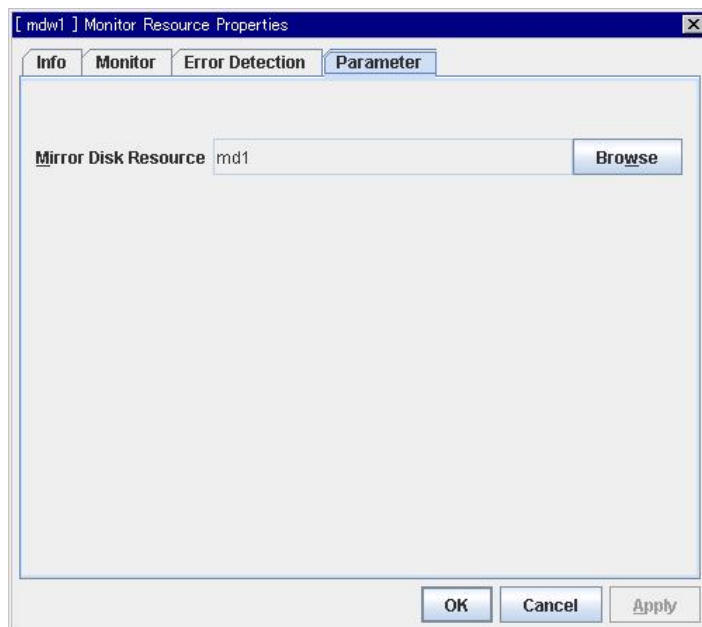 [ mdw1 ] Monitor Resource Properties
Info Monitor Error Detection Parameter
Mirror Disk Resource md1 Browse
OK Cancel Apply